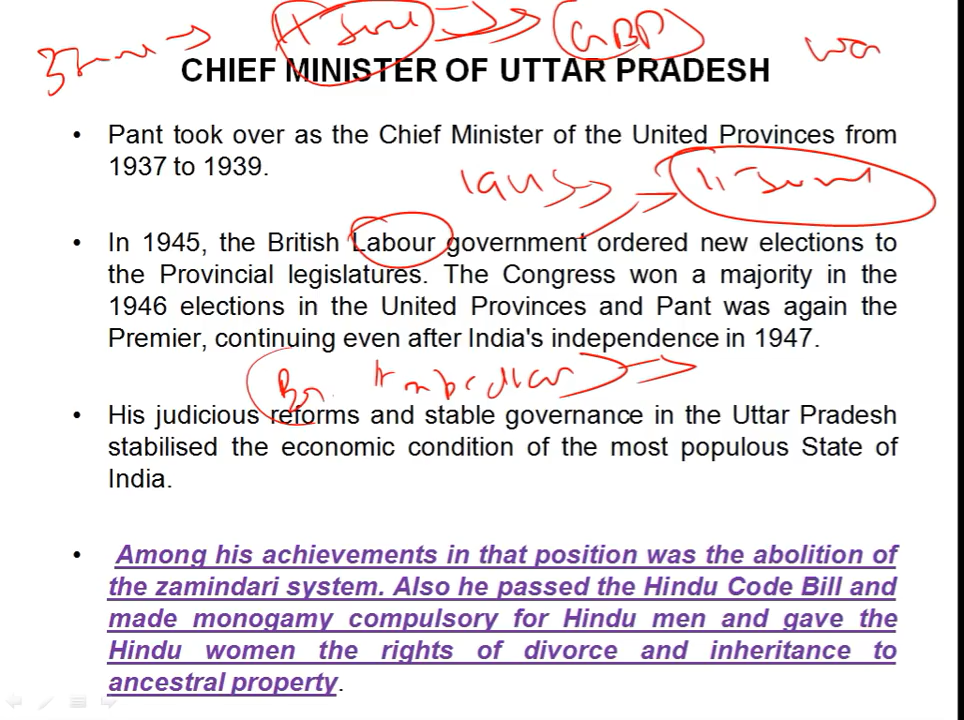 CHIEF MINISTER OF UTTAR PRADESH
• Pant took over as the Chief Minister of the United Provinces from
1937 to 1939.
• In 1945, the British Labour government ordered new elections to
the Provincial legislatures. The Congress won a majority in the
1946 elections in the United Provinces and Pant was again the
Premier, continuing even after India's independence in 1947.
• His judicious reforms and stable governance in the Uttar Pradesh
stabilised the economic condition of the most populous State of
India.
• Among his achievements in that position was the abolition of
the zamindari system. Also he passed the Hindu Code Bill and
made monogamy compulsory for Hindu men and gave the
Hindu women the rights of divorce and inheritance to
ancestral property.